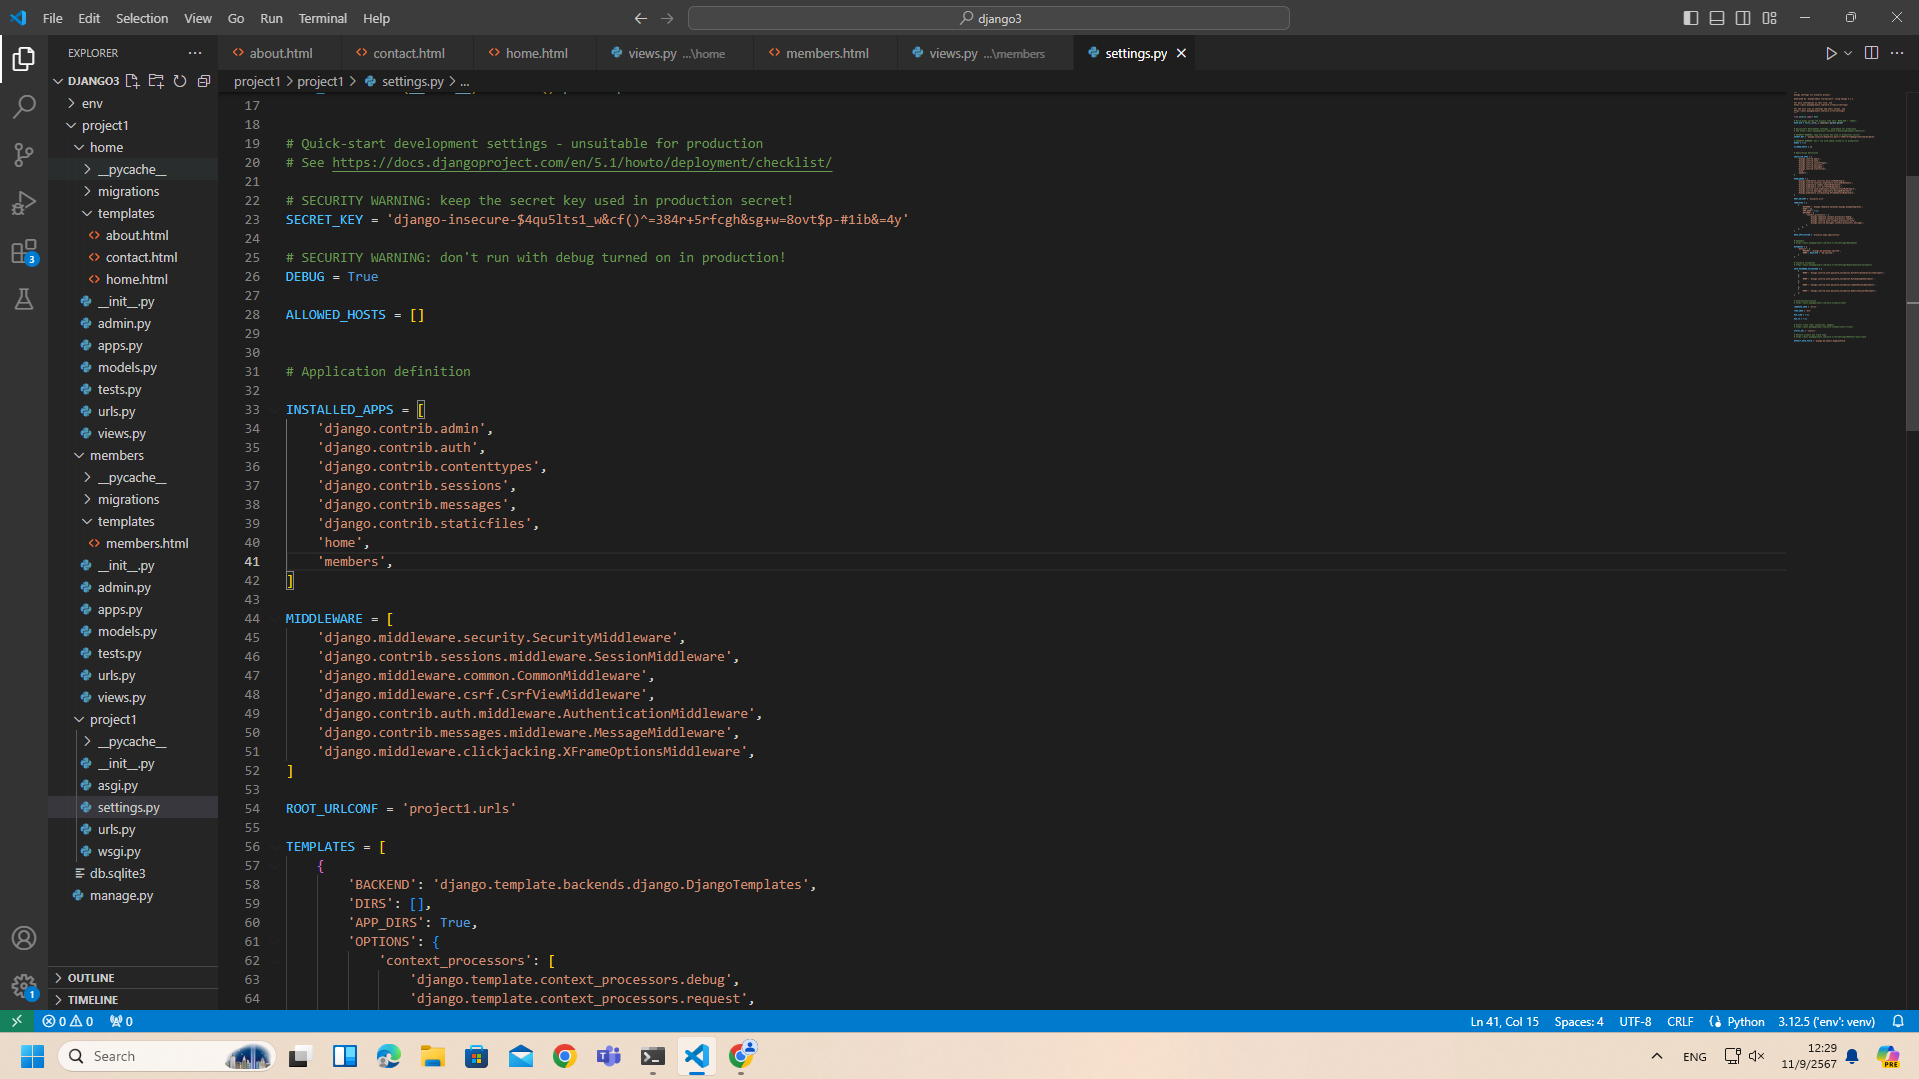 File Edit Selection View Go Run Terminal Help
django3
EXPLORER
DJANGO3
env
project1
home
__pycache__
migrations
templates
about.html
contact.html
home.html
__init__.py
admin.py
apps.py
models.py
tests.py
urls.py
views.py
members
__pycache__
migrations
templates
members.html
__init__.py
admin.py
apps.py
models.py
tests.py
urls.py
views.py
project1
__pycache__
__init__.py
asgi.py
settings.py
urls.py
wsgi.py
db.sqlite3
manage.py
OUTLINE
TIMELINE
3
1
about.html contact.html home.html views.py ...\home members.html views.py ...\members settings.py
project1 > project1 > settings.py > ...
17
18
19 # Quick-start development settings - unsuitable for production
20 # See https://docs.djangoproject.com/en/5.1/howto/deployment/checklist/
21
22 # SECURITY WARNING: keep the secret key used in production secret!
23 SECRET_KEY = 'django-insecure-$4qu5lts1_w&cf()^=384r+5rfcgh&sg+w=8ovt$p-#1ib&=4y'
24
25 # SECURITY WARNING: don't run with debug turned on in production!
26 DEBUG = True
27
28 ALLOWED_HOSTS = []
29
30
31 # Application definition
32
33 INSTALLED_APPS = [
34 'django.contrib.admin',
35 'django.contrib.auth',
36 'django.contrib.contenttypes',
37 'django.contrib.sessions',
38 'django.contrib.messages',
39 'django.contrib.staticfiles',
40 'home',
41 'members',
42 ]
43
44 MIDDLEWARE = [
45 'django.middleware.security.SecurityMiddleware',
46 'django.contrib.sessions.middleware.SessionMiddleware',
47 'django.middleware.common.CommonMiddleware',
48 'django.middleware.csrf.CsrfViewMiddleware',
49 'django.contrib.auth.middleware.AuthenticationMiddleware',
50 'django.contrib.messages.middleware.MessageMiddleware',
51 'django.middleware.clickjacking.XFrameOptionsMiddleware',
52 ]
53
54 ROOT_URLCONF = 'project1.urls'
55
56 TEMPLATES = [
57 {
58 'BACKEND': 'django.template.backends.django.DjangoTemplates',
59 'DIRS': [],
60 'APP_DIRS': True,
61 'OPTIONS': {
62 'context_processors': [
63 'django.template.context_processors.debug',
64 'django.template.context_processors.request',
0 0 0
Ln 41, Col 15 Spaces: 4 UTF-8 CRLF Python 3.12.5 ('env': venv)
Search
ENG
12:29
11/9/2567
PRE